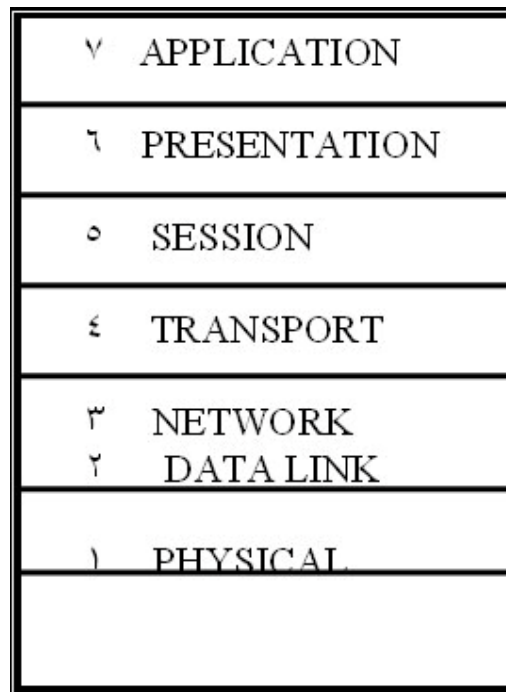 ٧ APPLICATION
٦ PRESENTATION
٥ SESSION
٤ TRANSPORT
٣ NETWORK
٢ DATA LINK
١ PHYSICAL